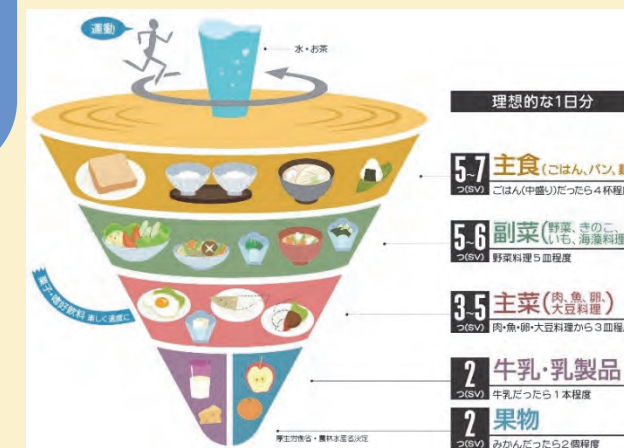 運動
水・お茶
理想的な1日分
5~7 主食(ごはん、パン、麺
つ(SV) ごはん(中盛り)だったら4杯程度
5~6 副菜(野菜、きのこ、
いも、海藻料理
つ(SV) 野菜料理5皿程度
3~5 主菜(肉、魚、卵、
大豆料理)
つ(SV) 肉・魚・卵・大豆料理から3皿程度
菓子・嗜好飲料 楽しく適度に
2 牛乳・乳製品
つ(SV) 牛乳だったら1本程度
2 果物
つ(SV) みかんだったら2個程度
厚生労働省・農林水産省決定